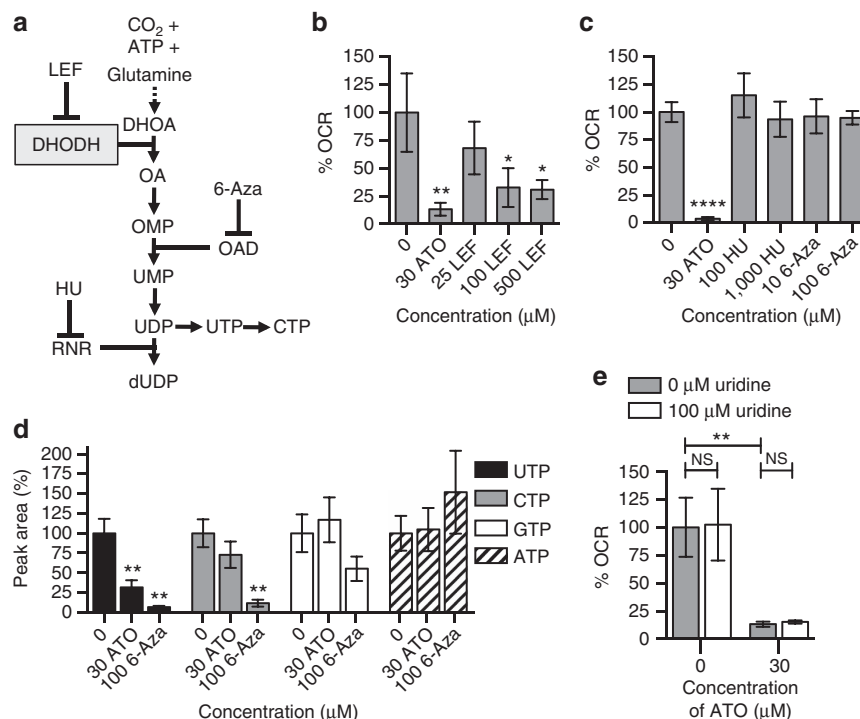 a
CO2 +
ATP +
Glutamine
LEF
DHOA
DHODH
OA
6-Aza
OMP
OAD
UMP
HU
UDP
UTP
CTP
RNR
dUDP
b
% OCR
150
125
100
75
50
25
0
**
*
*
0
30 ATO
25 LEF
100 LEF
500 LEF
Concentration (μM)
c
% OCR
150
125
100
75
50
25
0
****
0
30 ATO
100 HU
1,000 HU
10 6-Aza
100 6-Aza
Concentration (μM)
d
Peak area (%)
200
175
150
125
100
75
50
25
0
**
**
**
UTP
CTP
GTP
ATP
0
30 ATO
100 6-Aza
0
30 ATO
100 6-Aza
0
30 ATO
100 6-Aza
0
30 ATO
100 6-Aza
Concentration (μM)
e
0 μM uridine
100 μM uridine
**
NS
NS
% OCR
150
125
100
75
50
25
0
0
30
Concentration
of ATO (μM)